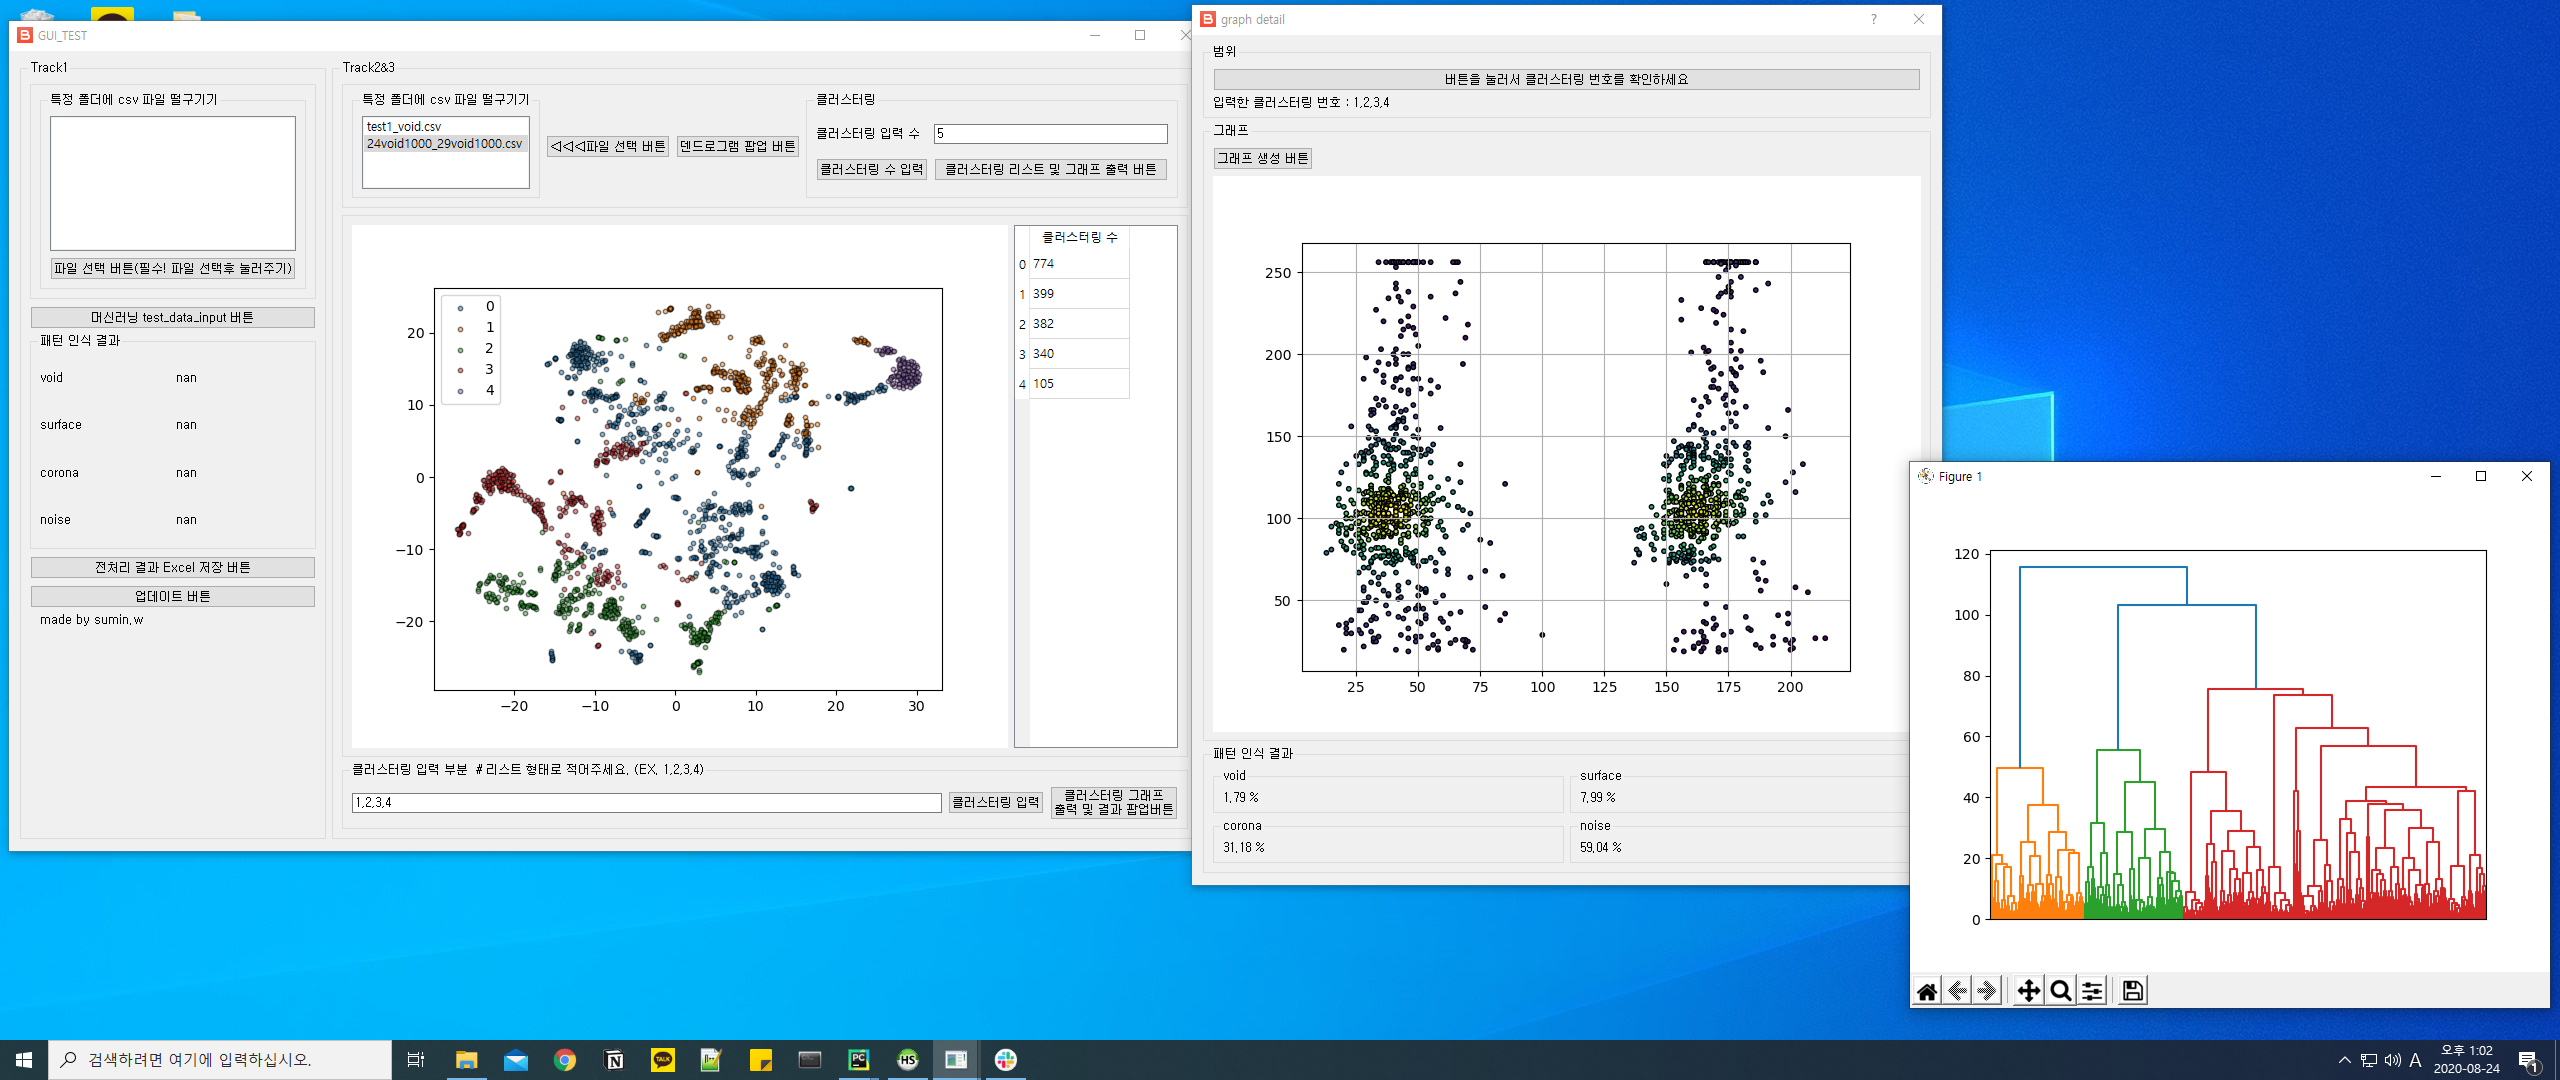 GUI_TEST
Track1
특정 폴더에 csv 파일 떨구기기
파일 선택 버튼(필수! 파일 선택후 눌러주기)
머신러닝 test_data_input 버튼
패턴 인식 결과
void nan
surface nan
corona nan
noise nan
전처리 결과 Excel 저장 버튼
업데이트 버튼
made by sumin,w
Track2&3
특정 폴더에 csv 파일 떨구기기
test1_void.csv
24void1000_29void1000.csv
<<<파일 선택 버튼
덴드로그램 팝업 버튼
클러스터링
클러스터링 입력 수 5
클러스터링 수 입력
클러스터링 리스트 및 그래프 출력 버튼
0
1
2
3
4
20
10
0
−10
−20
−20 −10 0 10 20 30
클러스터링 수
0 774
1 399
2 382
3 340
4 105
클러스터링 입력 부분 #리스트 형태로 적어주세요, (EX, 1,2,3,4)
1,2,3,4
클러스터링 입력
클러스터링 그래프
출력 및 결과 팝업버튼
graph detail
?
범위
버튼을 눌러서 클러스터링 번호를 확인하세요
입력한 클러스터링 번호 : 1,2,3,4
그래프
그래프 생성 버튼
250
200
150
100
50
25 50 75 100 125 150 175 200
패턴 인식 결과
void
1,79 %
surface
7,99 %
corona
31,18 %
noise
59,04 %
Figure 1
120
100
80
60
40
20
0
검색하려면 여기에 입력하십시오.
TALK
PC
HS
A
오후 1:02
2020-08-24
1